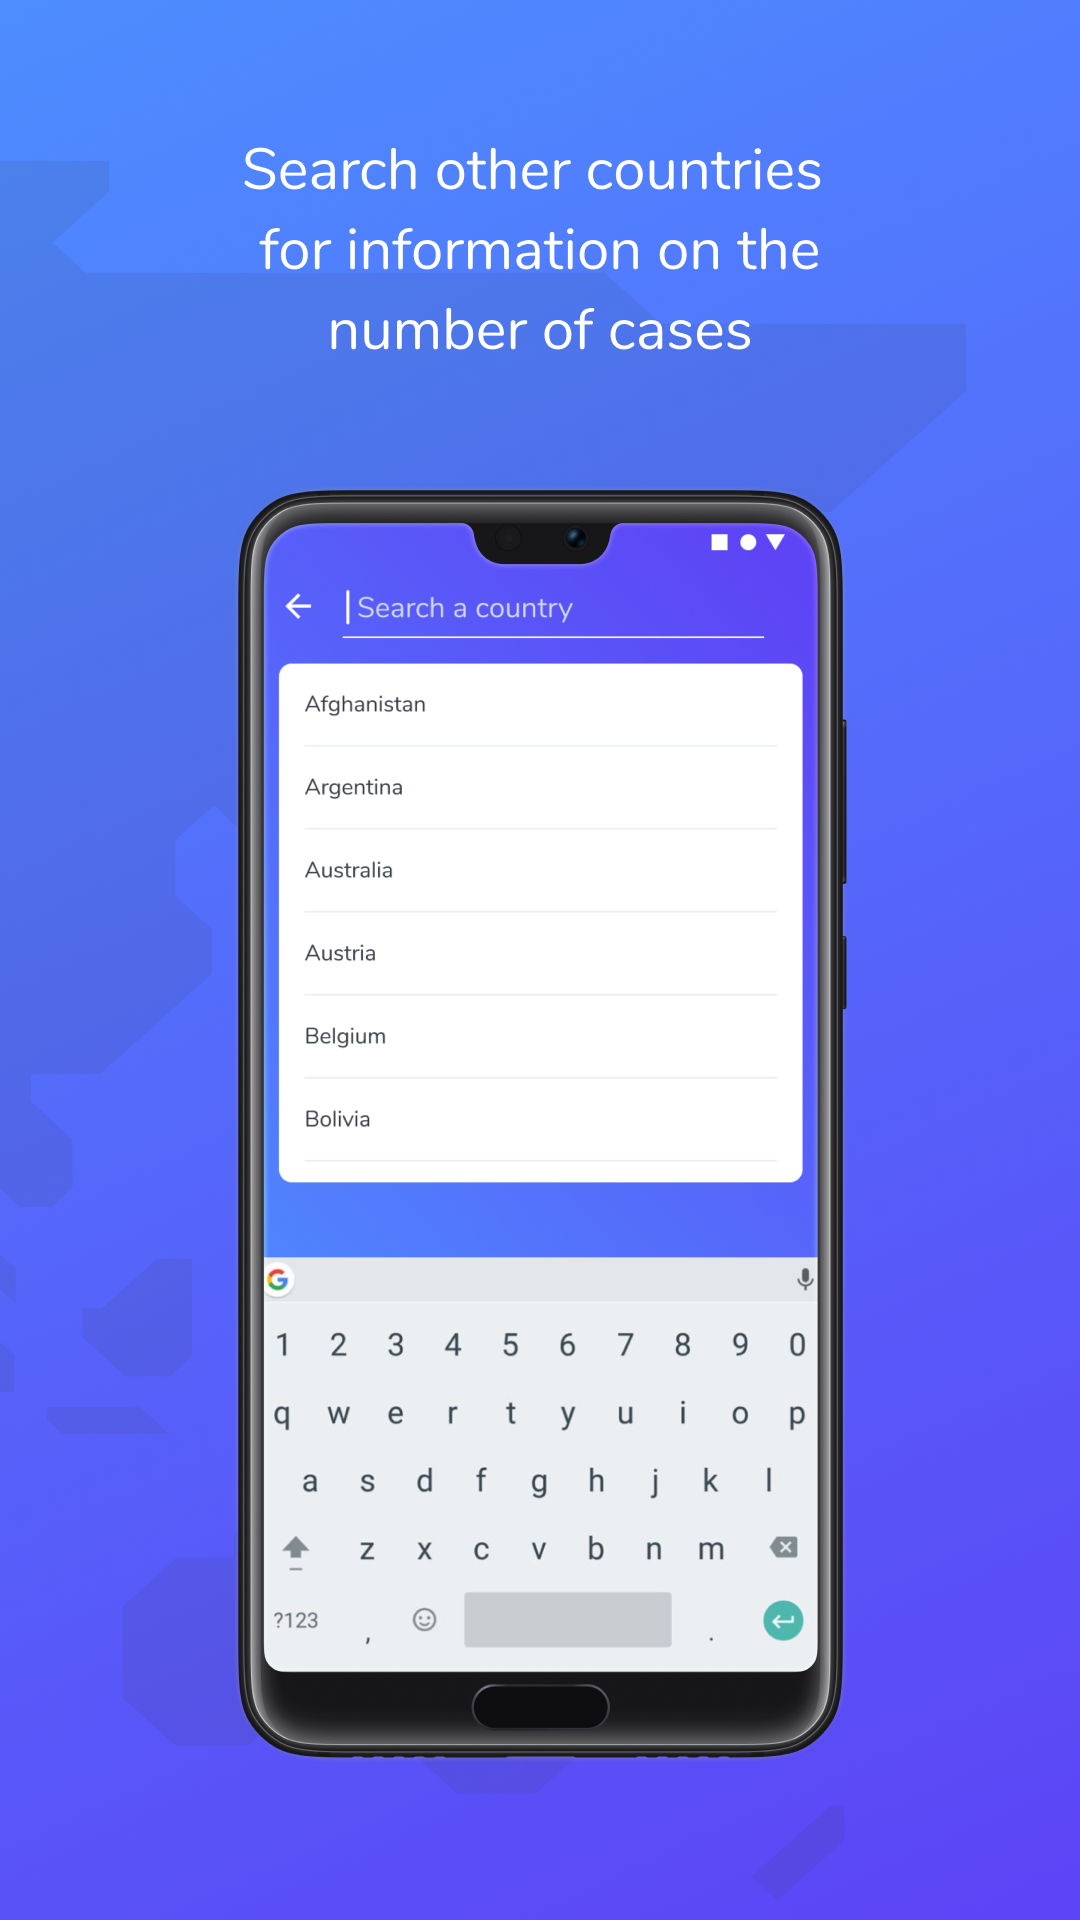 Search other countries
for information on the
number of cases
Search a country
Afghanistan
Argentina
Australia
Austria
Belgium
Bolivia
G
1 2 3 4 5 6 7 8 9 0
q w e r t y u i o p
a s d f g h j k l
z x c v b n m
?123 , .